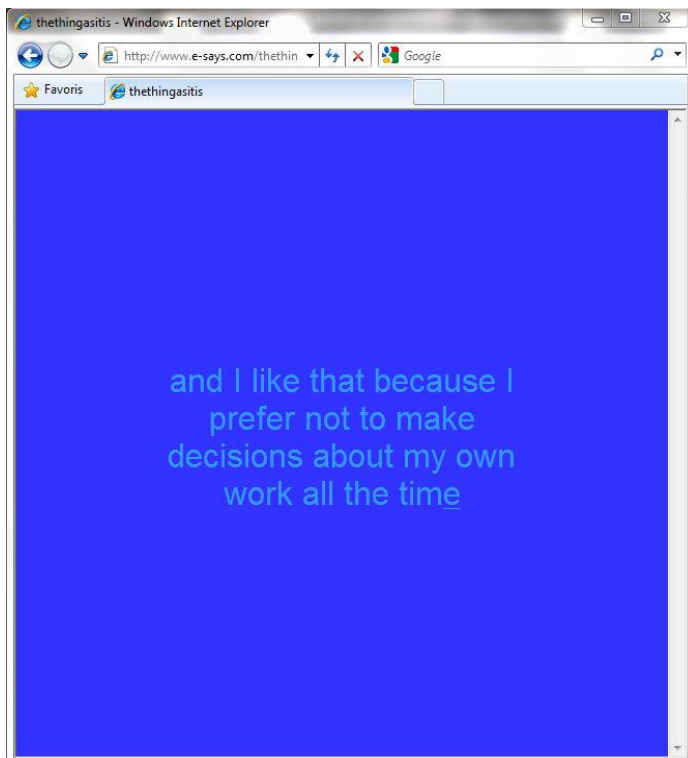 thethingasitis - Windows Internet Explorer
http://www.e-says.com/thethin
Google
Favoris
thethingasitis
and I like that because I
prefer not to make
decisions about my own
work all the time